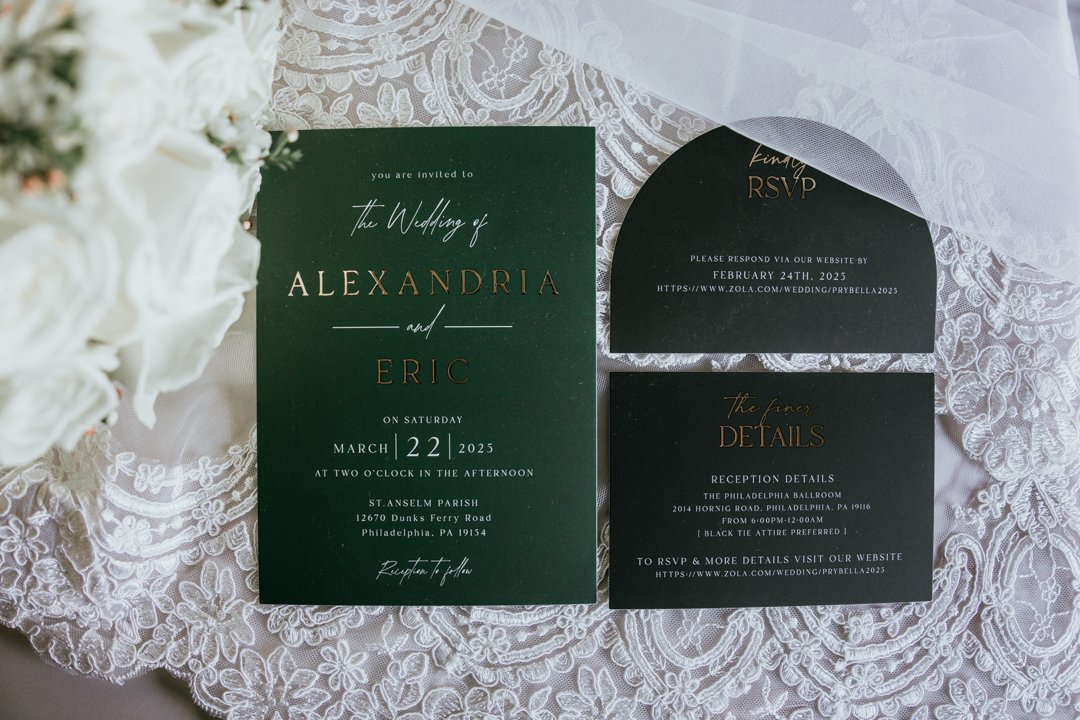 you are invited to
the Wedding of
ALEXANDRIA
and
ERIC
ON SATURDAY
MARCH | 22 | 2025
AT TWO O'CLOCK IN THE AFTERNOON
ST.ANSELM PARISH
12670 Dunks Ferry Road
Philadelphia, PA 19154
Reception to follow
kindly
RSVP
PLEASE RESPOND VIA OUR WEBSITE BY
FEBRUARY 24TH, 2025
HTTPS://WWW.ZOLA.COM/WEDDING/PRYBELLA2025
The finer
DETAILS
RECEPTION DETAILS
THE PHILADELPHIA BALLROOM
2014 HORNIG ROAD, PHILADELPHIA, PA 19116
FROM 6:00PM-12:00AM
[ BLACK TIE ATTIRE PREFERRED ]
TO RSVP & MORE DETAILS VISIT OUR WEBSITE
HTTPS://WWW.ZOLA.COM/WEDDING/PRYBELLA2025